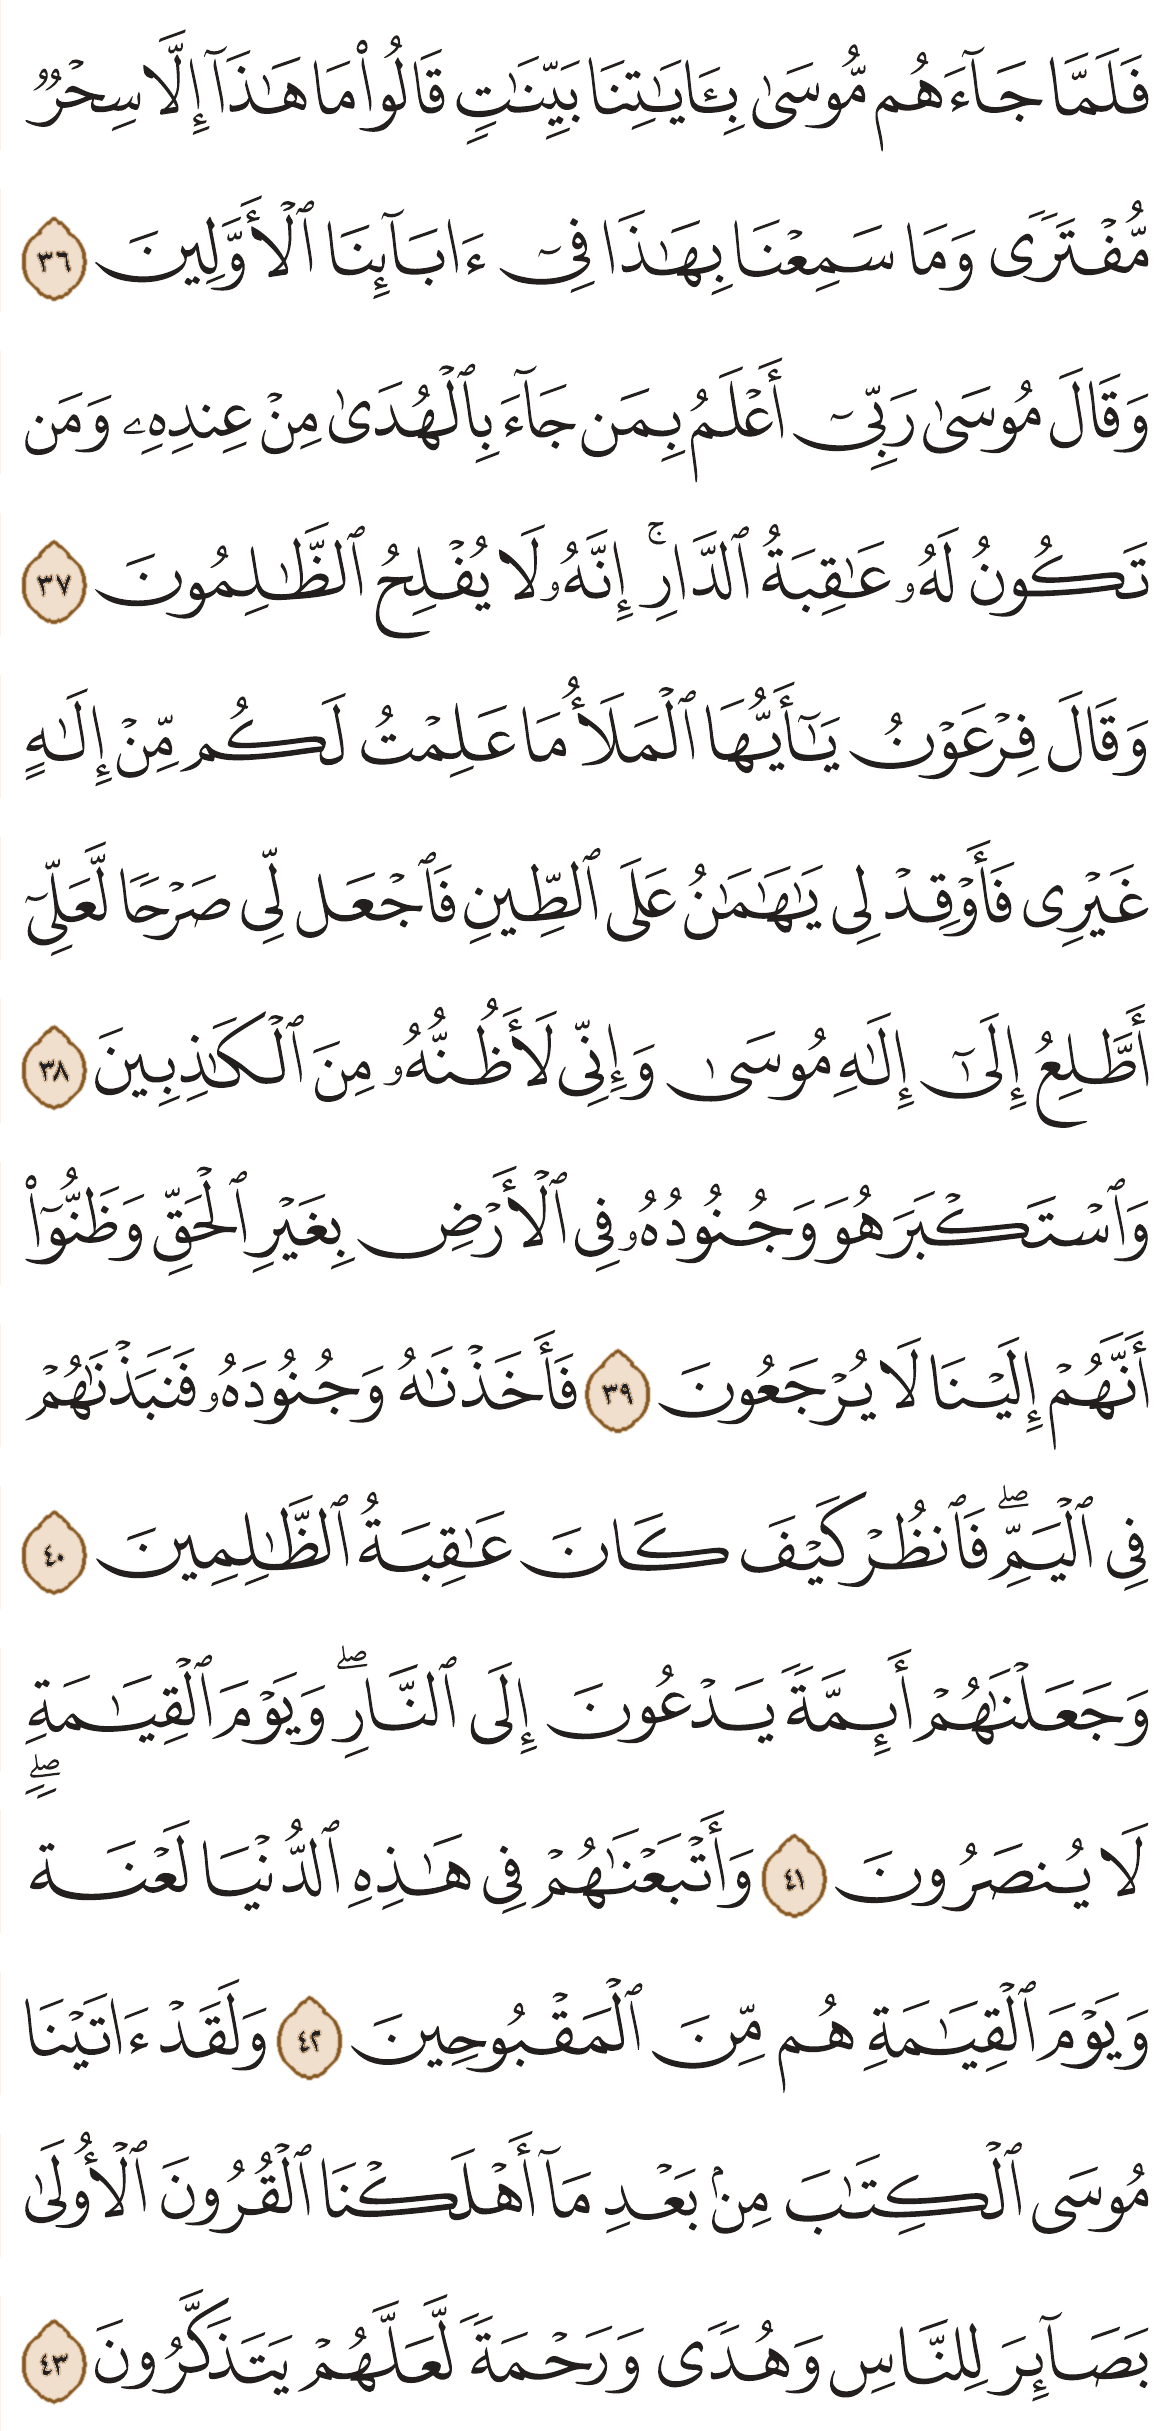 فَلَمَّا جَآءَهُم مُّوسَىٰ بِـَٔايَـٰتِنَا بَيِّنَـٰتٍ قَالُوا۟ مَا هَـٰذَآ إِلَّا سِحْرٌ
مُّفْتَرًى وَمَا سَمِعْنَا بِهَـٰذَا فِىٓ ءَابَآئِنَا ٱلْأَوَّلِينَ ٣٦
وَقَالَ مُوسَىٰ رَبِّىٓ أَعْلَمُ بِمَن جَآءَ بِٱلْهُدَىٰ مِنْ عِندِهِۦ وَمَن
تَكُونُ لَهُۥ عَـٰقِبَةُ ٱلدَّارِ ۚ إِنَّهُۥ لَا يُفْلِحُ ٱلظَّـٰلِمُونَ ٣٧
وَقَالَ فِرْعَوْنُ يَـٰٓأَيُّهَا ٱلْمَلَأُ مَا عَلِمْتُ لَكُم مِّنْ إِلَـٰهٍ
غَيْرِى فَأَوْقِدْ لِى يَـٰهَـٰمَـٰنُ عَلَى ٱلطِّينِ فَٱجْعَل لِّى صَرْحًا لَّعَلِّىٓ
أَطَّلِعُ إِلَىٰٓ إِلَـٰهِ مُوسَىٰ وَإِنِّى لَأَظُنُّهُۥ مِنَ ٱلْكَـٰذِبِينَ ٣٨
وَٱسْتَكْبَرَ هُوَ وَجُنُودُهُۥ فِى ٱلْأَرْضِ بِغَيْرِ ٱلْحَقِّ وَظَنُّوٓا۟
أَنَّهُمْ إِلَيْنَا لَا يُرْجَعُونَ ٣٩ فَأَخَذْنَـٰهُ وَجُنُودَهُۥ فَنَبَذْنَـٰهُمْ
فِى ٱلْيَمِّ ۖ فَٱنظُرْ كَيْفَ كَانَ عَـٰقِبَةُ ٱلظَّـٰلِمِينَ ٤٠
وَجَعَلْنَـٰهُمْ أَئِمَّةً يَدْعُونَ إِلَى ٱلنَّارِ ۖ وَيَوْمَ ٱلْقِيَـٰمَةِ
لَا يُنصَرُونَ ٤١ وَأَتْبَعْنَـٰهُمْ فِى هَـٰذِهِ ٱلدُّنْيَا لَعْنَةً ۖ
وَيَوْمَ ٱلْقِيَـٰمَةِ هُم مِّنَ ٱلْمَقْبُوحِينَ ٤٢ وَلَقَدْ ءَاتَيْنَا
مُوسَى ٱلْكِتَـٰبَ مِنۢ بَعْدِ مَآ أَهْلَكْنَا ٱلْقُرُونَ ٱلْأُولَىٰ
بَصَآئِرَ لِلنَّاسِ وَهُدًى وَرَحْمَةً لَّعَلَّهُمْ يَتَذَكَّرُونَ ٤٣